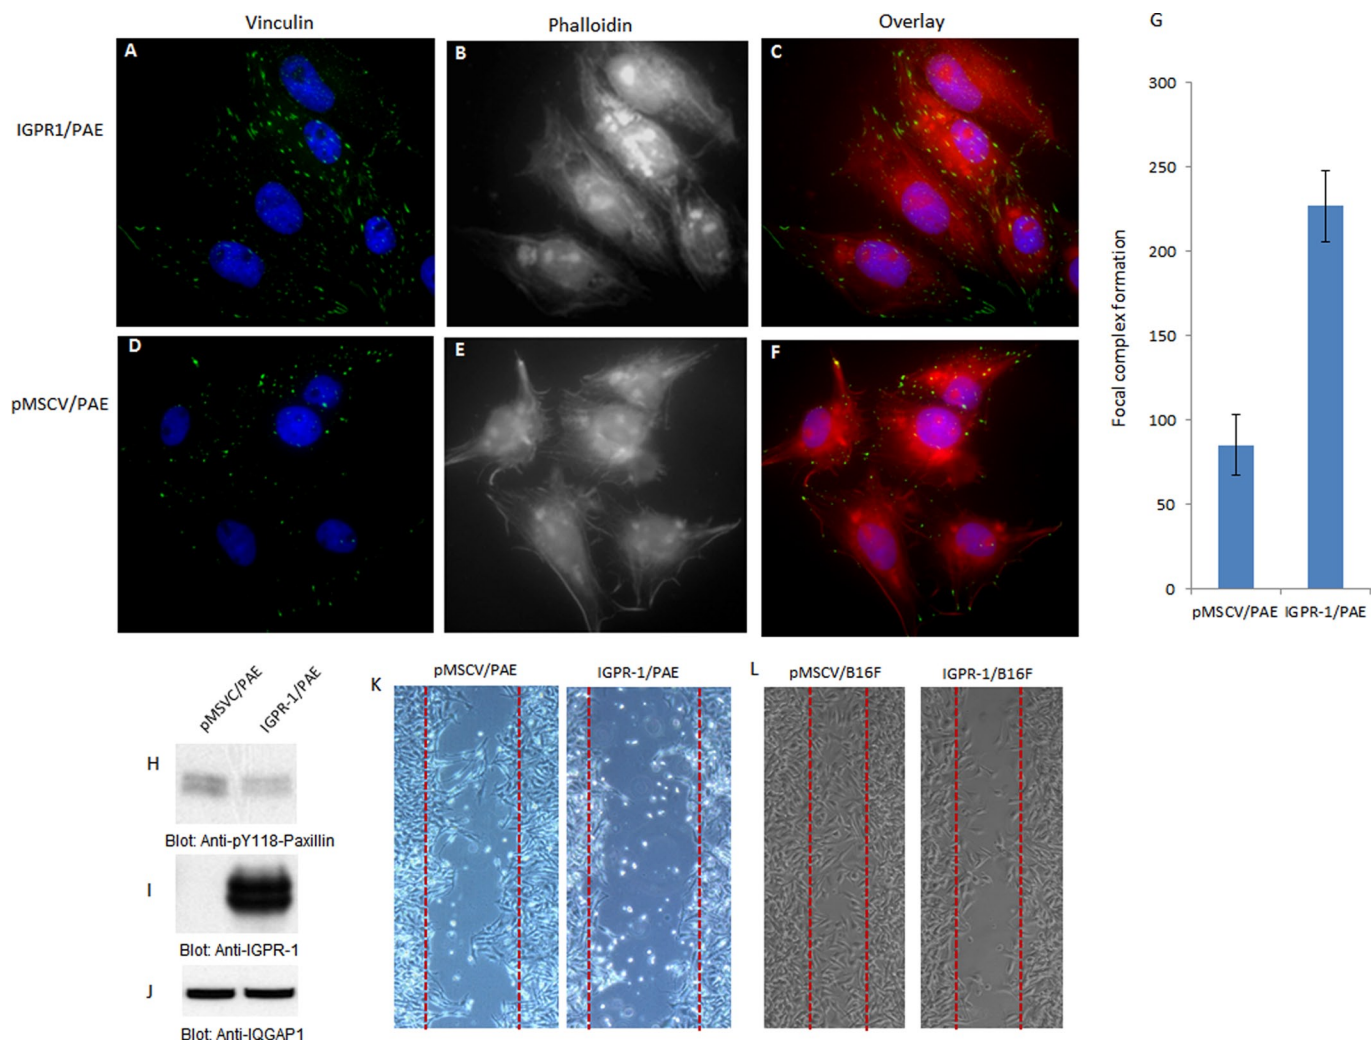 Vinculin
Phalloidin
Overlay
G
A
B
C
IGPR1/PAE
D
E
F
pMSCV/PAE
Focal complex formation
300
250
200
150
100
50
0
pMSCV/PAE
IGPR-1/PAE
pMSVC/PAE
IGPR-1/PAE
H
Blot: Anti-pY118-Paxillin
I
Blot: Anti-IGPR-1
J
Blot: Anti-IQGAP1
K
pMSCV/PAE
IGPR-1/PAE
L
pMSCV/B16F
IGPR-1/B16F